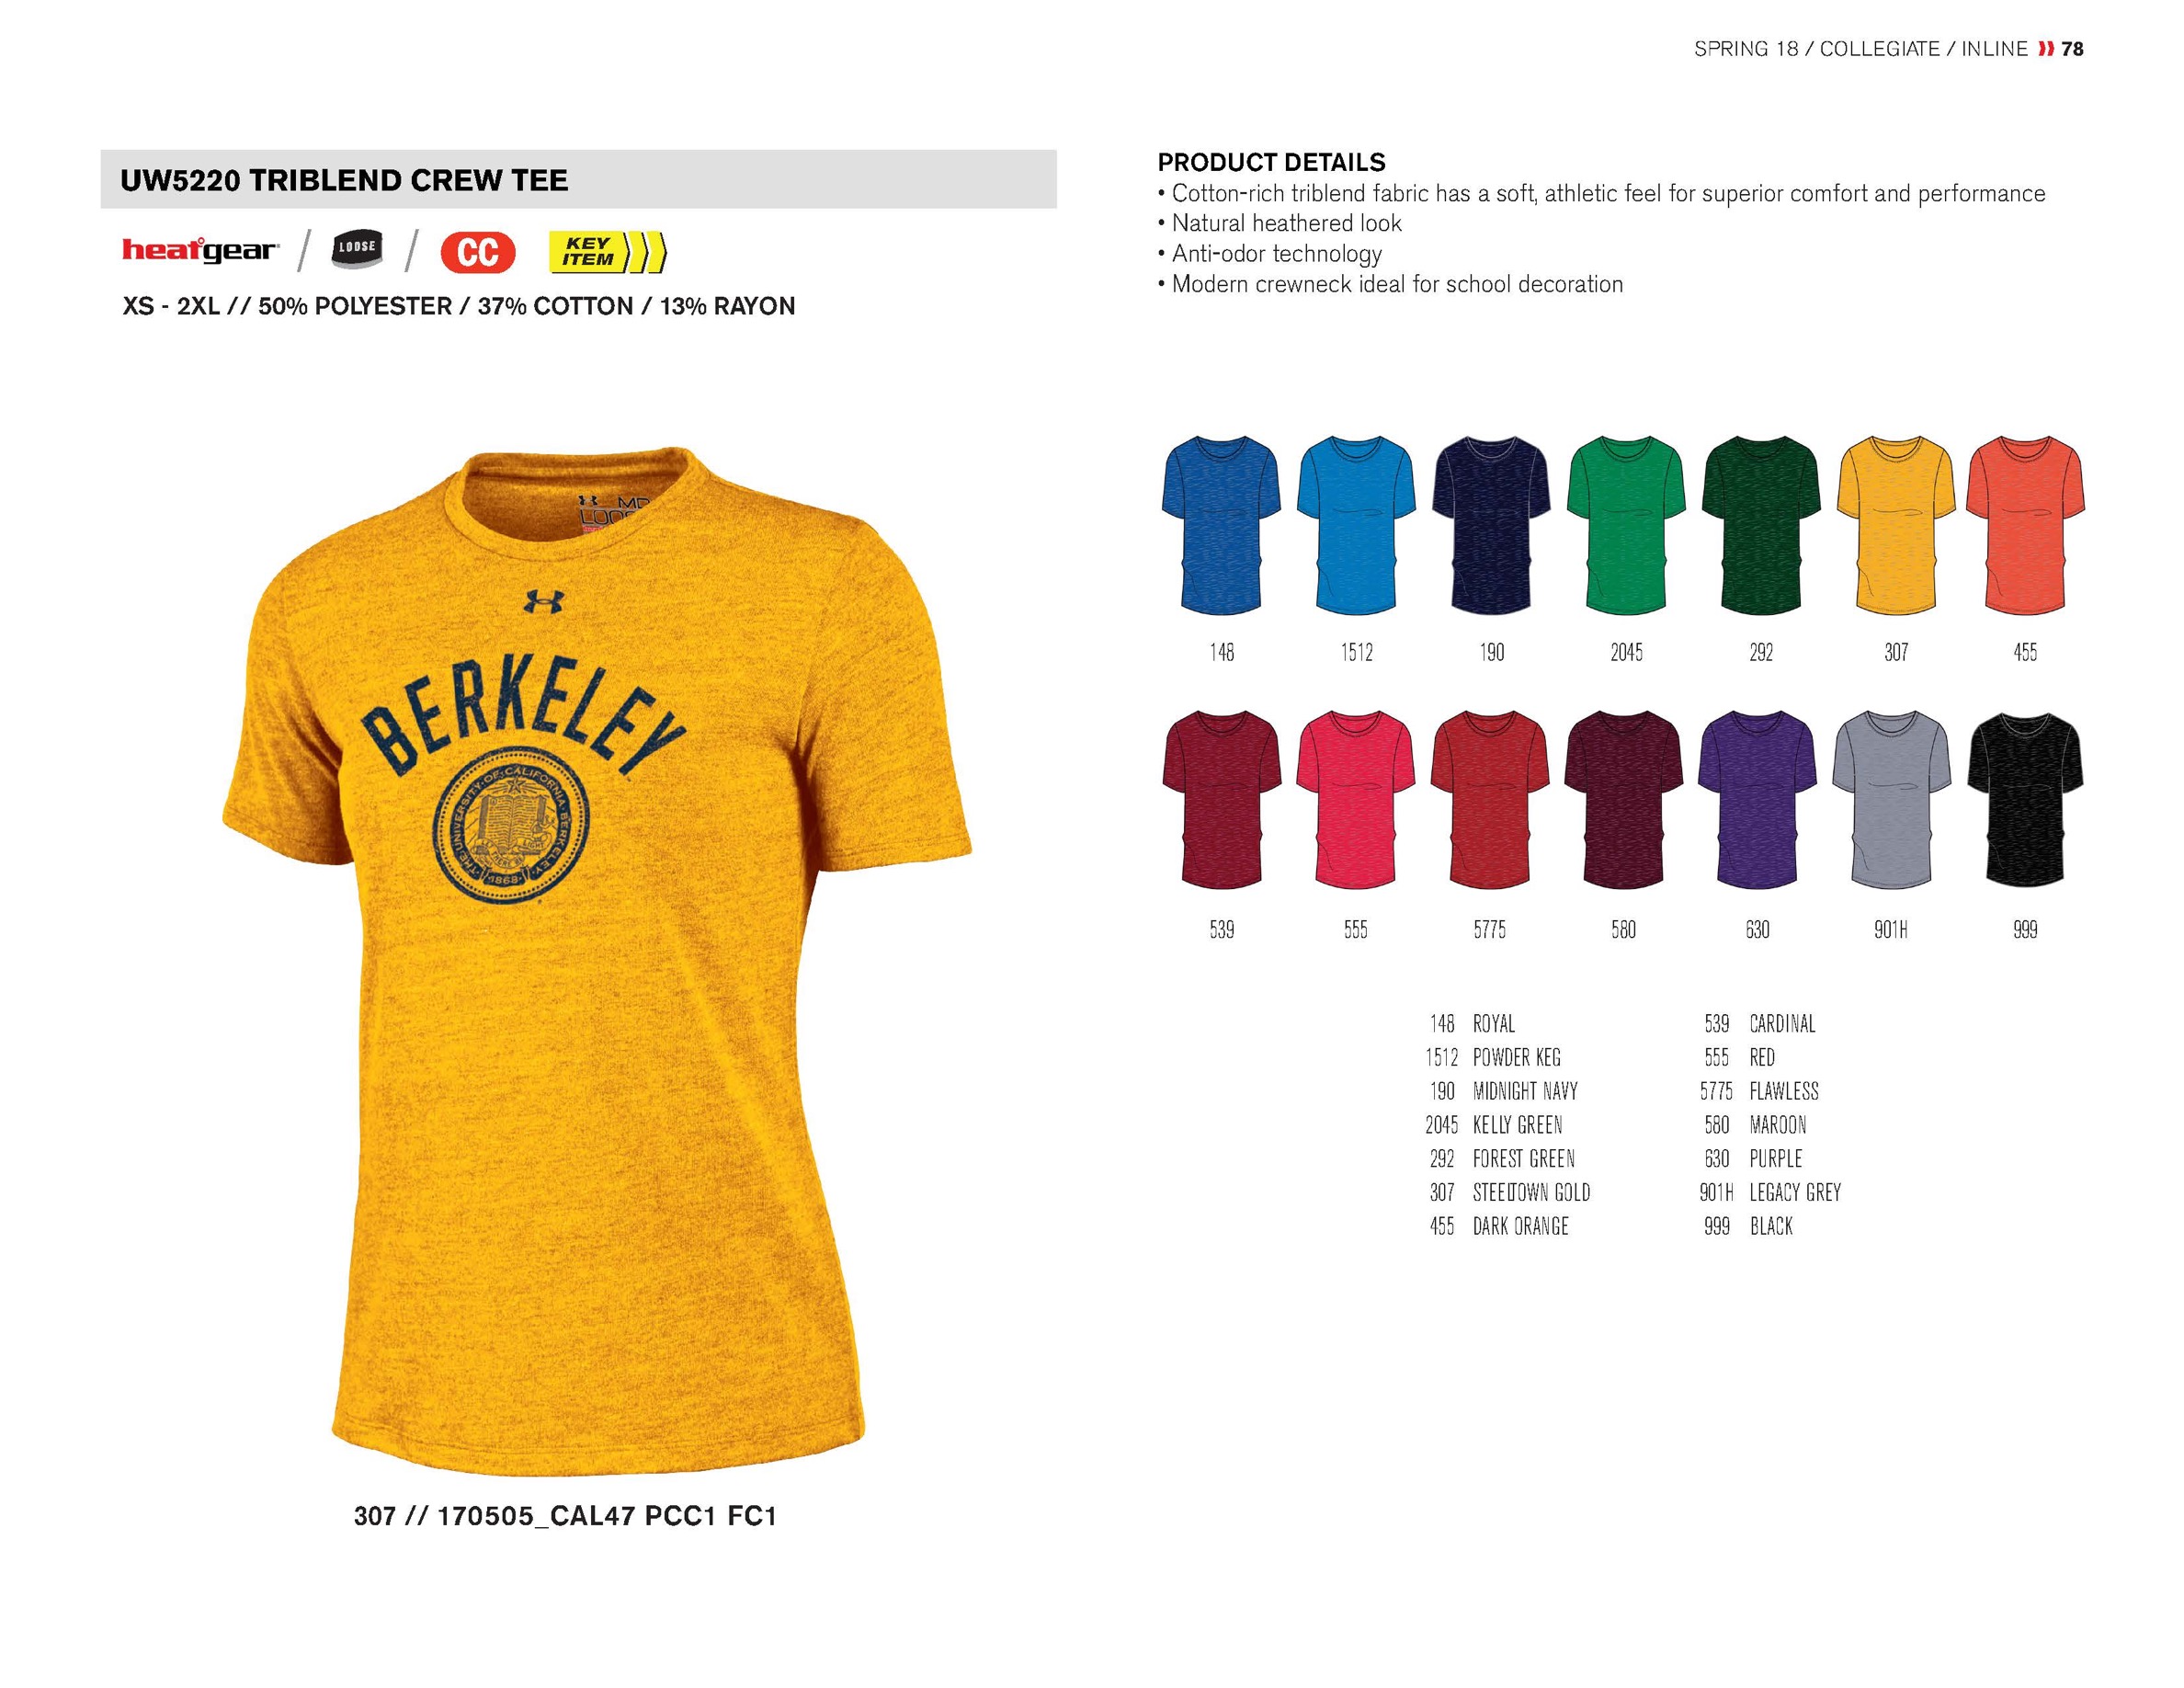 SPRING 18 / COLLEGIATE / INLINE 78
UW5220 TRIBLEND CREW TEE
heatgear / LOOSE / CC KEY ITEM
XS - 2XL // 50% POLYESTER / 37% COTTON / 13% RAYON
PRODUCT DETAILS
• Cotton-rich triblend fabric has a soft, athletic feel for superior comfort and performance
• Natural heathered look
• Anti-odor technology
• Modern crewneck ideal for school decoration
BERKELEY
THE UNIVERSITY OF CALIFORNIA BERKELEY
1868
307 // 170505_CAL47 PCC1 FC1
148 1512 190 2045 292 307 455
539 555 5775 580 630 901H 999
148 ROYAL
1512 POWDER KEG
190 MIDNIGHT NAVY
2045 KELLY GREEN
292 FOREST GREEN
307 STEELTOWN GOLD
455 DARK ORANGE
539 CARDINAL
555 RED
5775 FLAWLESS
580 MAROON
630 PURPLE
901H LEGACY GREY
999 BLACK